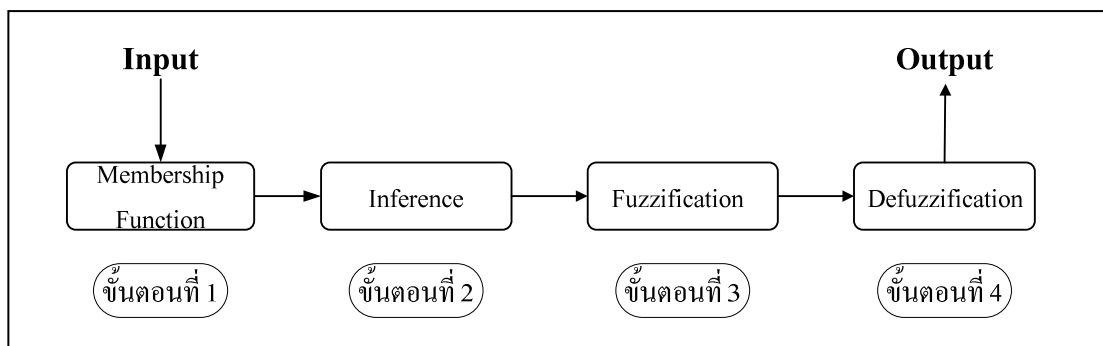 Input
Output
Membership
Function
Inference
Fuzzification
Defuzzification
ขั้นตอนที่ 1
ขั้นตอนที่ 2
ขั้นตอนที่ 3
ขั้นตอนที่ 4